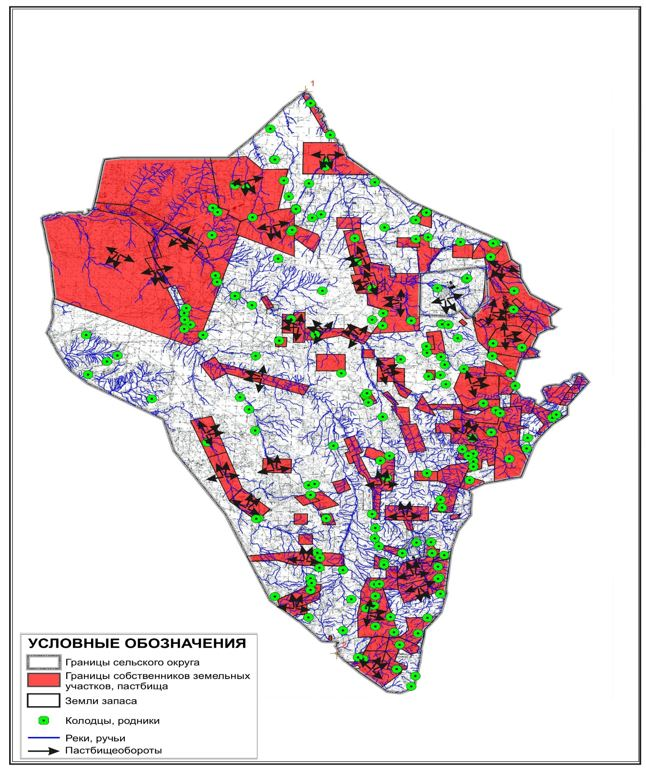 1
УСЛОВНЫЕ ОБОЗНАЧЕНИЯ
Границы сельского округа
Границы собственников земельных
участков, пастбища
Земли запаса
Колодцы, родники
Реки, ручьи
Пастбищеобороты